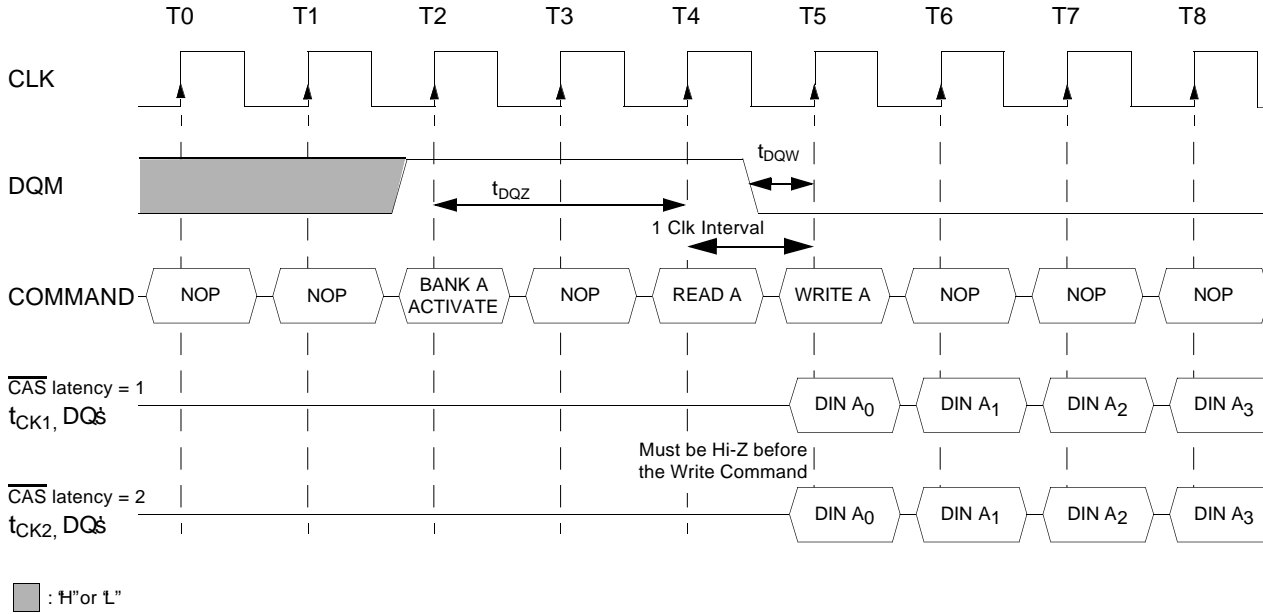 T0 T1 T2 T3 T4 T5 T6 T7 T8
CLK
DQM
tDQZ
tDQW
1 Clk Interval
COMMAND NOP NOP BANK A ACTIVATE NOP READ A WRITE A NOP NOP NOP
CAS latency = 1
tCK1, DQ's
DIN A0 DIN A1 DIN A2 DIN A3
Must be Hi-Z before
the Write Command
CAS latency = 2
tCK2, DQ's
DIN A0 DIN A1 DIN A2 DIN A3
: "H" or "L"